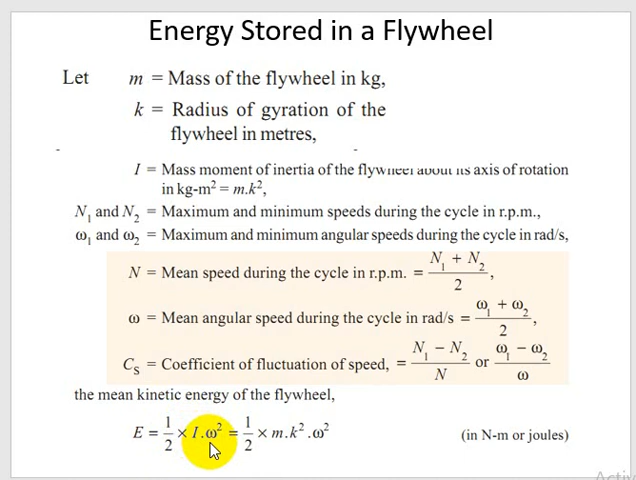 Energy Stored in a Flywheel
Let m = Mass of the flywheel in kg,
k = Radius of gyration of the
flywheel in metres,
I = Mass moment of inertia of the flywheel about its axis of rotation
in kg-m² = m.k²,
N₁ and N₂ = Maximum and minimum speeds during the cycle in r.p.m.,
ω₁ and ω₂ = Maximum and minimum angular speeds during the cycle in rad/s,
N = Mean speed during the cycle in r.p.m. = (N₁ + N₂)/2,
ω = Mean angular speed during the cycle in rad/s = (ω₁ + ω₂)/2,
C_S = Coefficient of fluctuation of speed, = (N₁ − N₂)/N or (ω₁ − ω₂)/ω
the mean kinetic energy of the flywheel,
E = 1/2 × I.ω² = 1/2 × m.k².ω² (in N-m or joules)